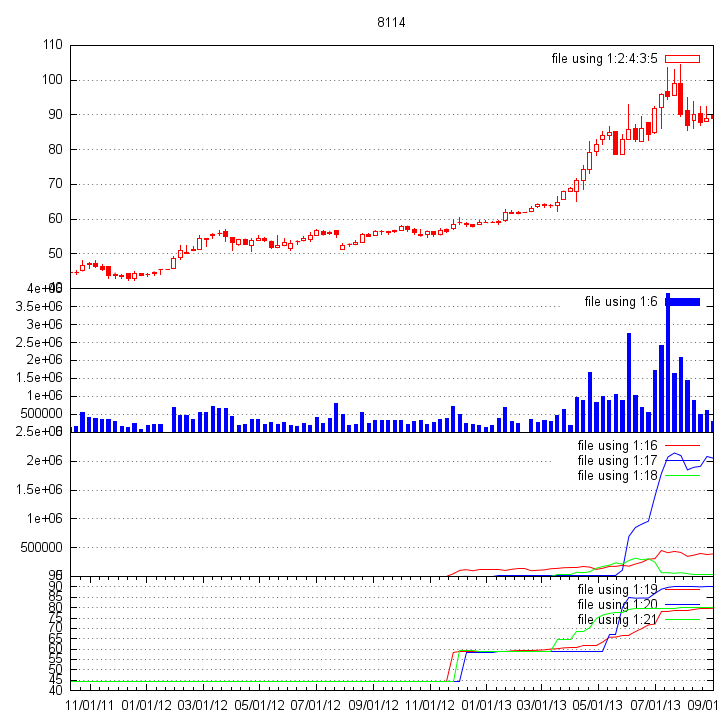 8114
110
file using 1:2:4:3:5
100
90
80
70
60
50
4e+06
file using 1:6
3.5e+06
3e+06
2.5e+06
2e+06
1.5e+06
1e+06
500000
2.5e+06
file using 1:16
file using 1:17
file using 1:18
2e+06
1.5e+06
1e+06
500000
90
file using 1:19
85
file using 1:20
80
75
file using 1:21
70
65
60
55
50
45
40
11/01/11 01/01/12 03/01/12 05/01/12 07/01/12 09/01/12 11/01/12 01/01/13 03/01/13 05/01/13 07/01/13 09/01